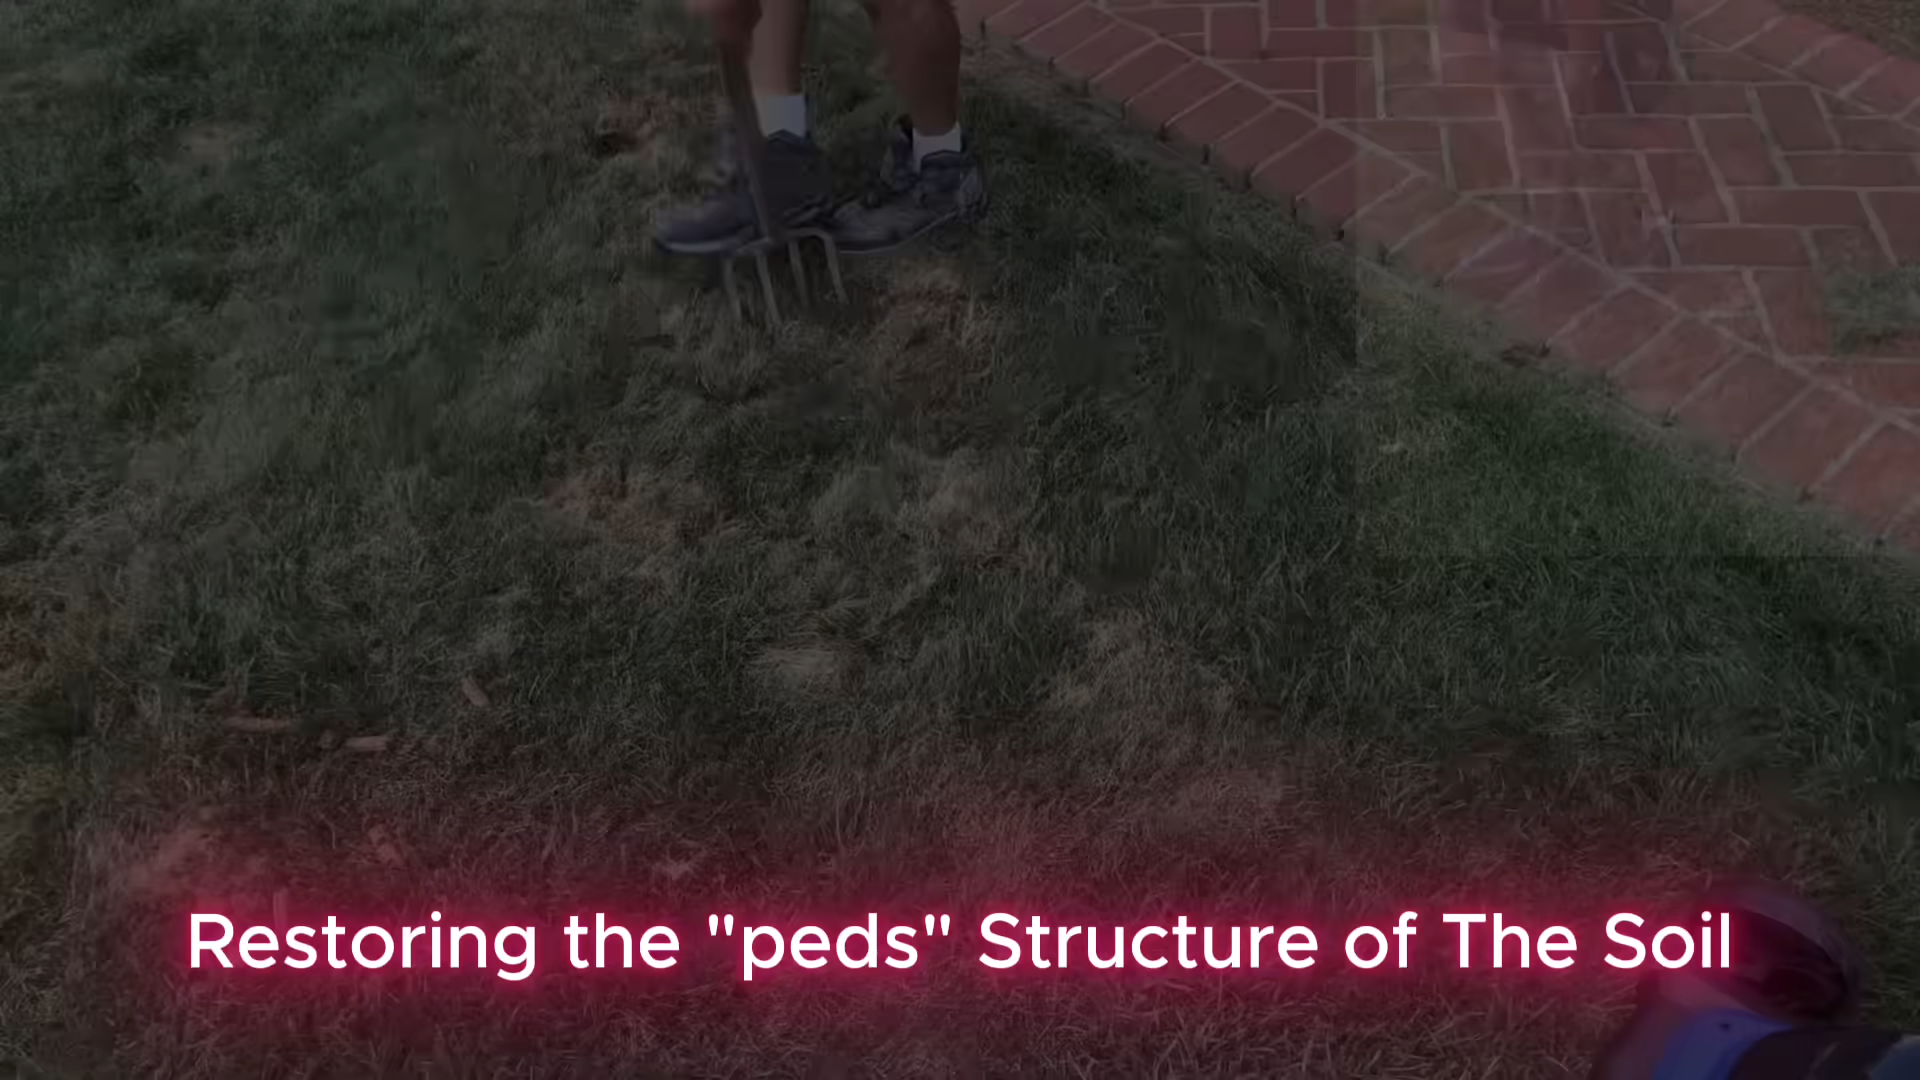 Restoring the "peds" Structure of The Soil